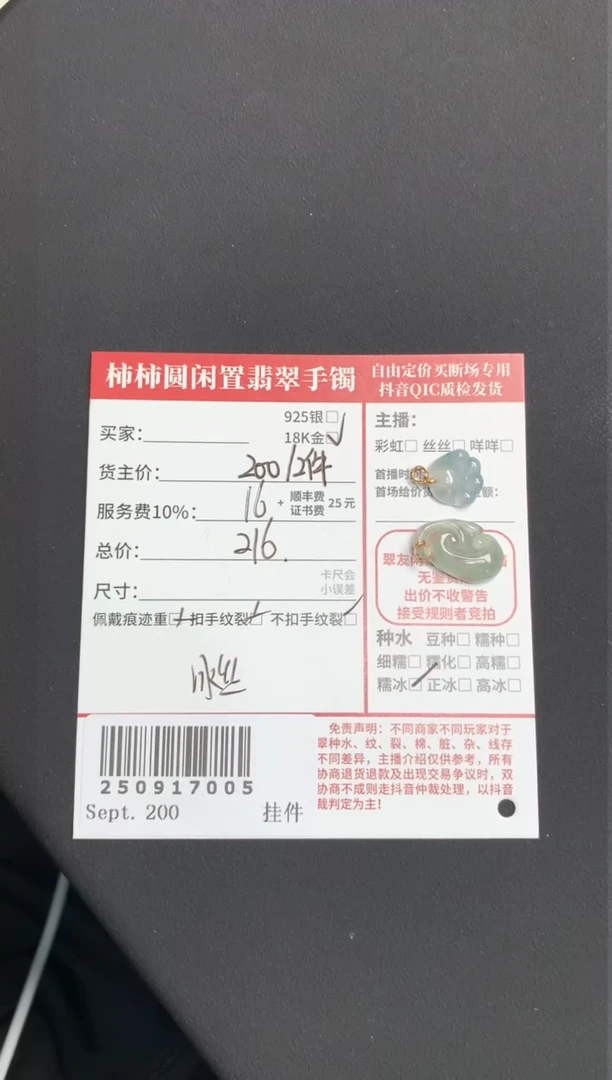 柿柿圆闲置翡翠手镯
自由定价买断场专用
抖音QIC质检发货
925银□
买家：
18K金□✓
货主价：200/2件
服务费10%：16 + 顺丰费 证书费 25元
总价：216.
卡尺会
小误差
尺寸：
佩戴痕迹重□ 扣手纹裂□ 不扣手纹裂□
冰丝
主播：
彩虹□ 丝丝□ 咩咩□
首播时
首场给价
额：
翠友
无鉴
出价不收警告
接受规则者竞拍
种水 豆种□ 糯种□
细糯□ 糯化□ 高糯□
糯冰□ 正冰□ 高冰□
250917005
Sept. 200 挂件
免责声明：不同商家不同玩家对于
翠种水、纹、裂、棉、脏、杂、线存
不同差异，主播介绍仅供参考，所有
协商退货退款及出现交易争议时，双
协商不成则走抖音仲裁处理，以抖音
裁判定为主！